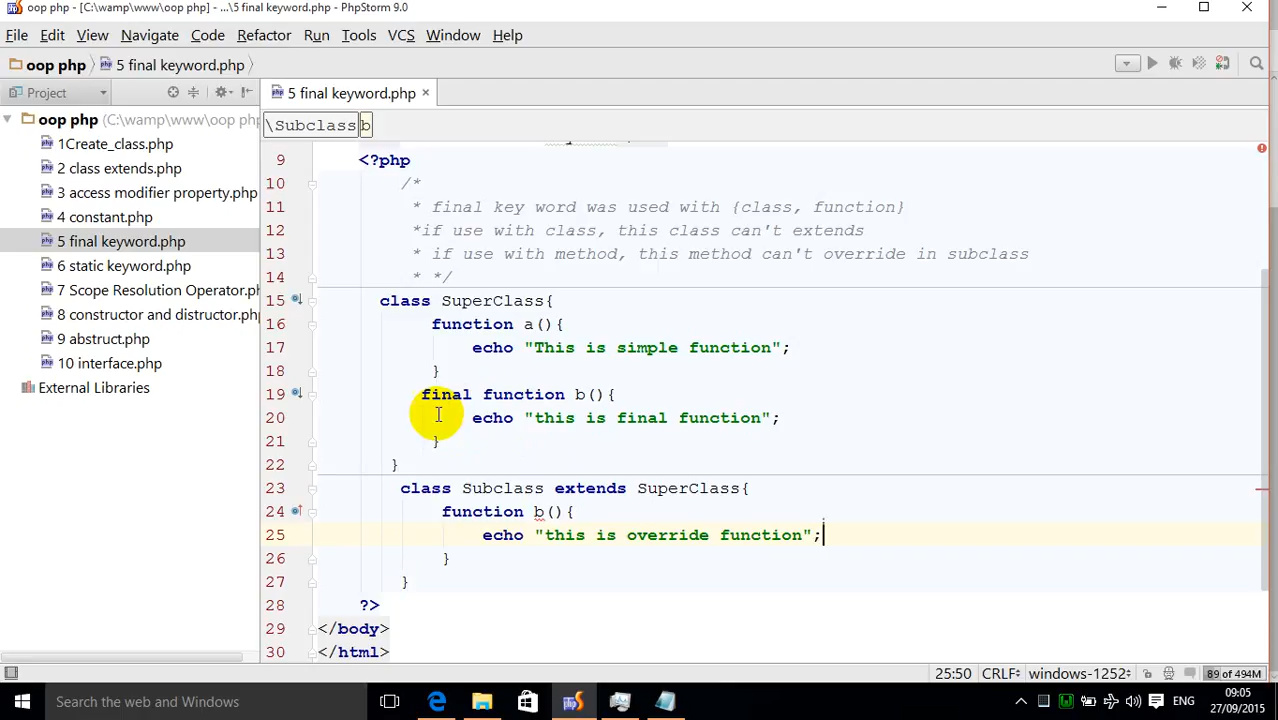 oop php - [C:\wamp\www\oop php] - ...\5 final keyword.php - PhpStorm 9.0
File Edit View Navigate Code Refactor Run Tools VCS Window Help
oop php 5 final keyword.php
Project
5 final keyword.php ×
oop php (C:\wamp\www\oop php)
\Subclass b
1Create_class.php
2 class extends.php
3 access modifier property.php
4 constant.php
5 final keyword.php
6 static keyword.php
7 Scope Resolution Operator.ph
8 constructor and distructor.php
9 abstruct.php
10 interface.php
External Libraries
9 <?php
10 /*
11 * final key word was used with {class, function}
12 *if use with class, this class can't extends
13 * if use with method, this method can't override in subclass
14 * */
15 class SuperClass{
16 function a(){
17 echo "This is simple function";
18 }
19 final function b(){
20 echo "this is final function";
21 }
22 }
23 class Subclass extends SuperClass{
24 function b(){
25 echo "this is override function";
26 }
27 }
28 ?>
29 </body>
30 </html>
25:50 CRLF÷ windows-1252÷ 89 of 494M
Search the web and Windows
ENG
09:05
27/09/2015